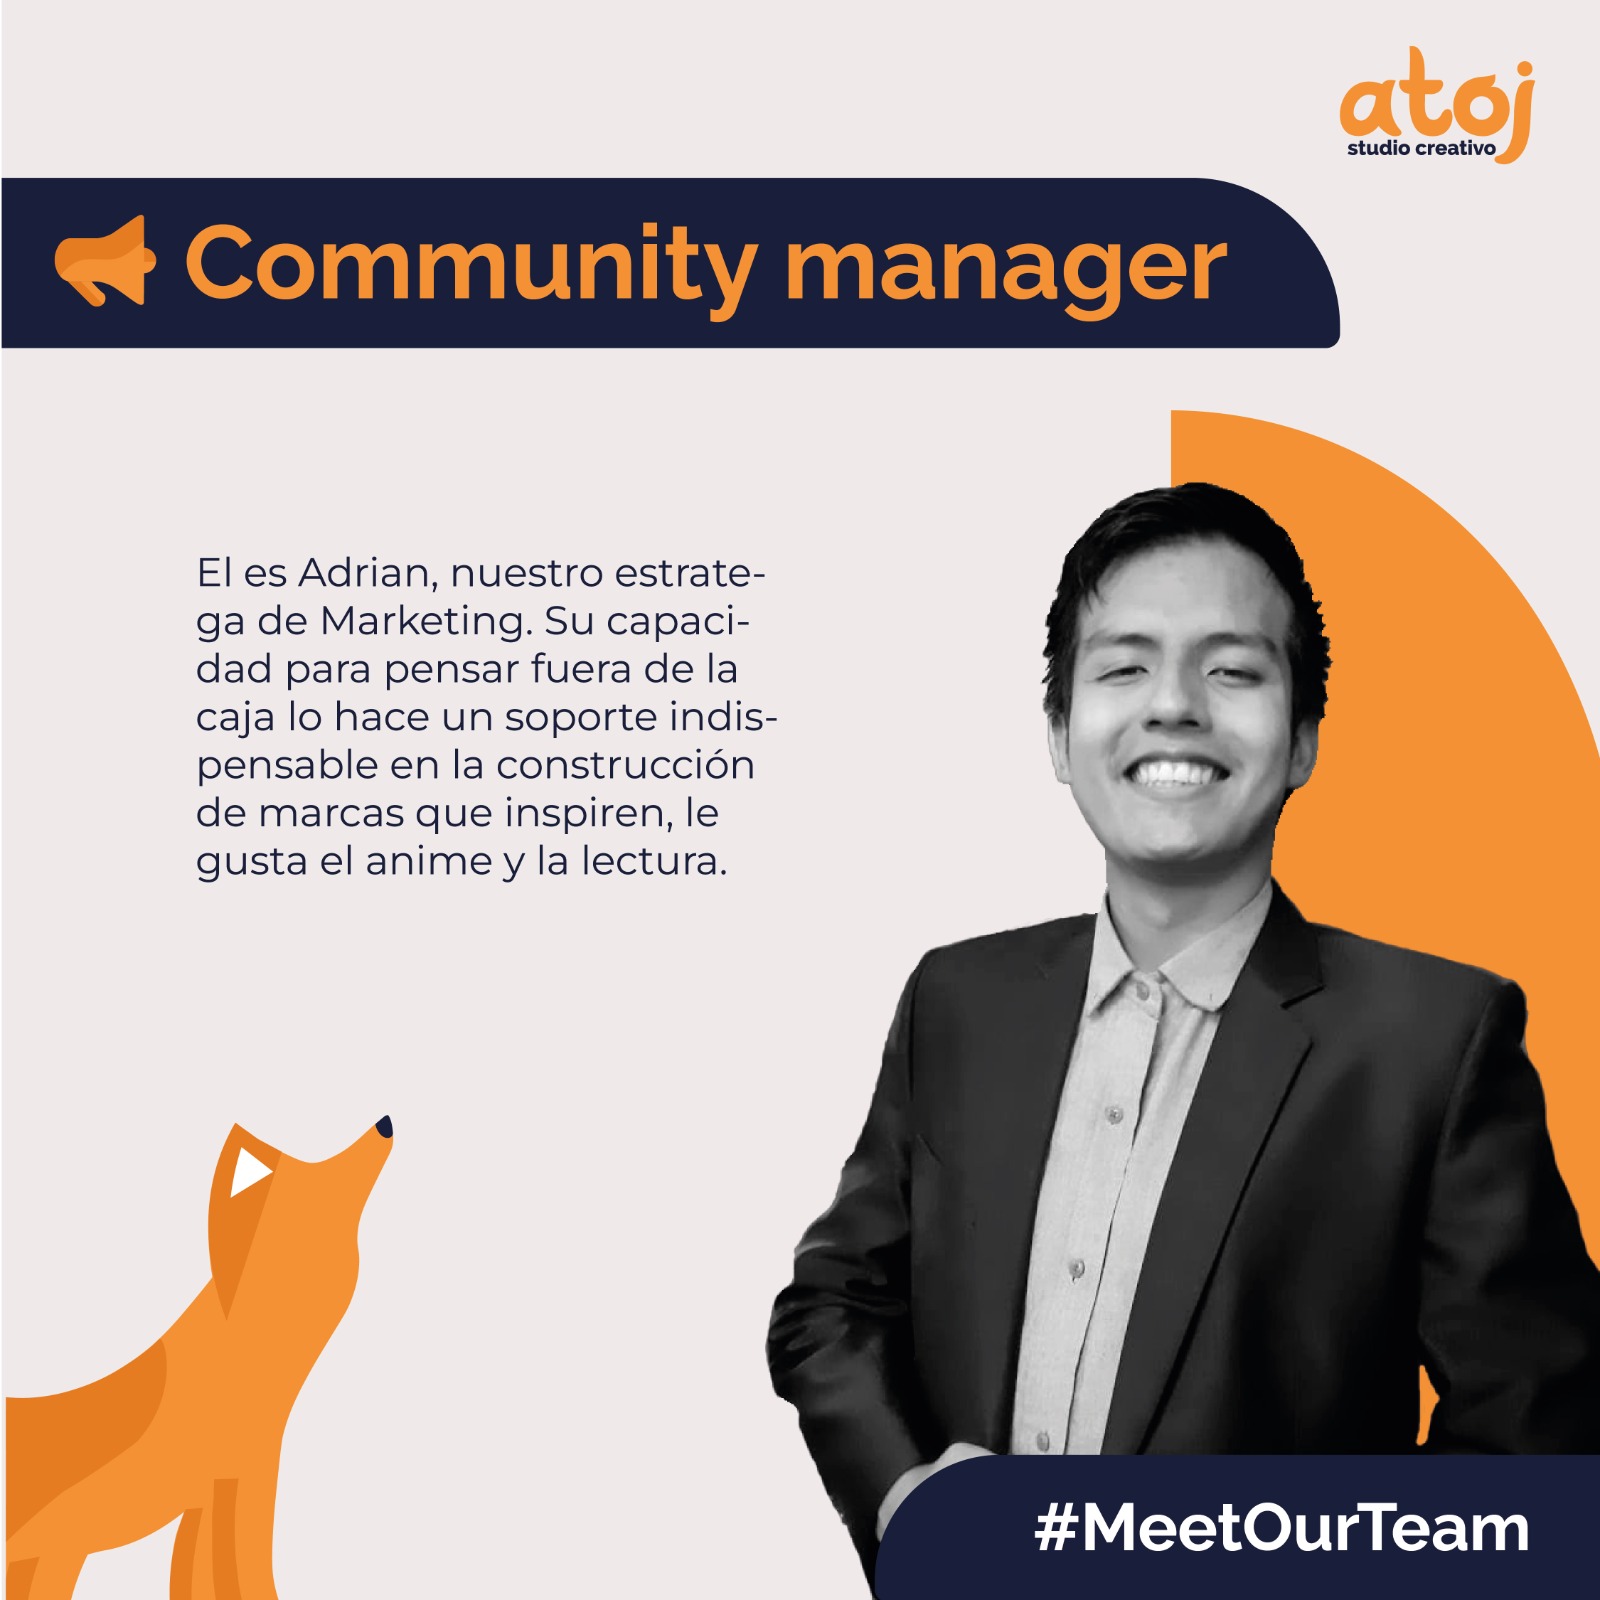 atoj
studio creativo
Community manager
El es Adrian, nuestro estrate-
ga de Marketing. Su capaci-
dad para pensar fuera de la
caja lo hace un soporte indis-
pensable en la construcción
de marcas que inspiren, le
gusta el anime y la lectura.
#MeetOurTeam